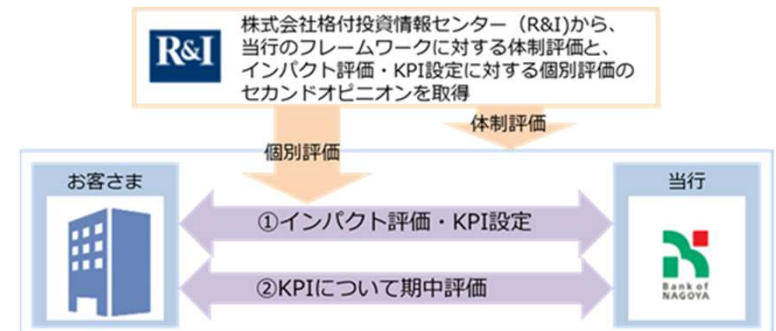 R&I
株式会社格付投資情報センター（R&I)から、
当行のフレームワークに対する体制評価と、
インパクト評価・KPI設定に対する個別評価の
セカンドオピニオンを取得
体制評価
個別評価
お客さま
当行
①インパクト評価・KPI設定
②KPIについて期中評価
Bank of
NAGOYA